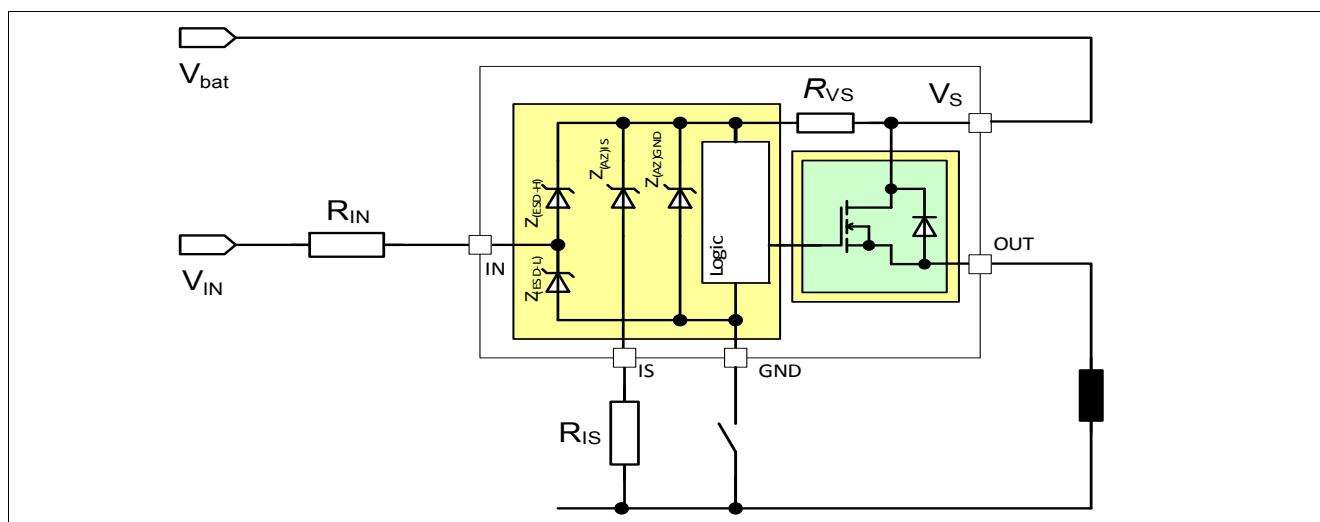 Vbat
RVS
VS
Z(AZ)IS
Z(AZ)GND
Z(ESD-H)
RIN
OUT
IN
Logic
VIN
Z(ESD-L)
IS
GND
RIS